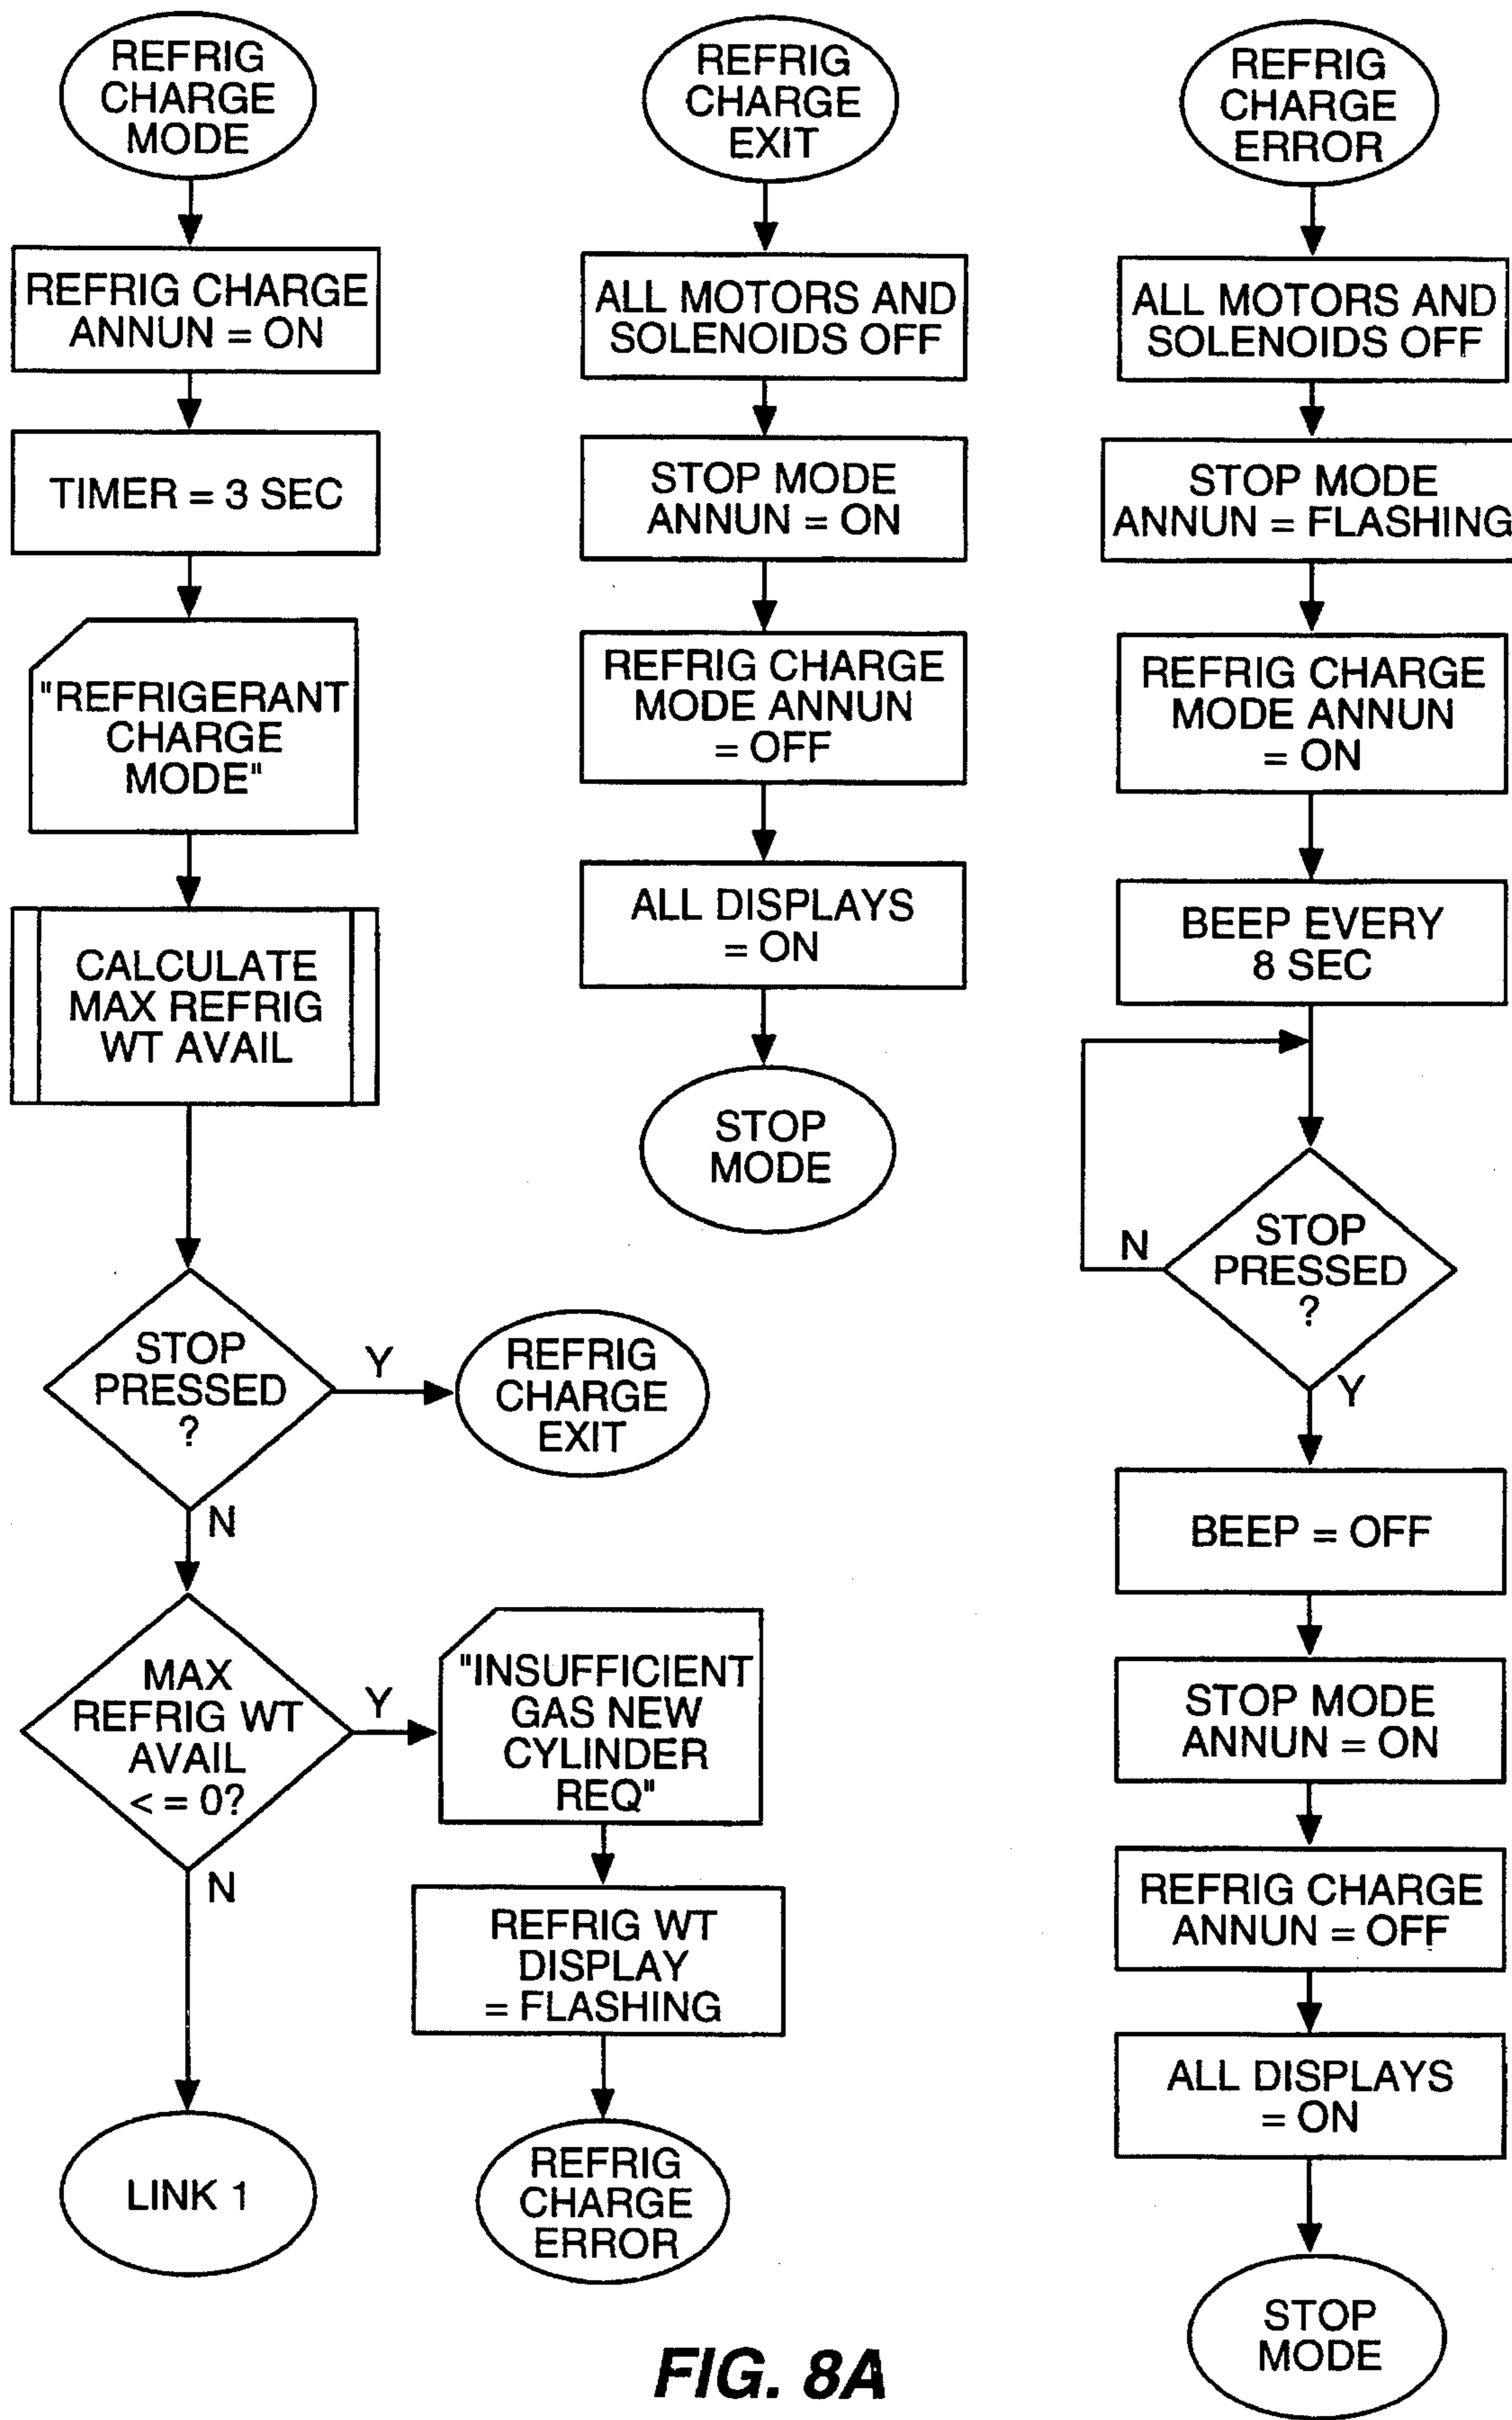 REFRIG
CHARGE
MODE
REFRIG CHARGE
ANNUN = ON
TIMER = 3 SEC
"REFRIGERANT
CHARGE
MODE"
CALCULATE
MAX REFRIG
WT AVAIL
STOP
PRESSED
?
Y
REFRIG
CHARGE
EXIT
N
MAX
REFRIG WT
AVAIL
< = 0?
Y
"INSUFFICIENT
GAS NEW
CYLINDER
REQ"
REFRIG WT
DISPLAY
= FLASHING
REFRIG
CHARGE
ERROR
N
LINK 1
REFRIG
CHARGE
EXIT
ALL MOTORS AND
SOLENOIDS OFF
STOP MODE
ANNUN = ON
REFRIG CHARGE
MODE ANNUN
= OFF
ALL DISPLAYS
= ON
STOP
MODE
REFRIG
CHARGE
ERROR
ALL MOTORS AND
SOLENOIDS OFF
STOP MODE
ANNUN = FLASHING
REFRIG CHARGE
MODE ANNUN
= ON
BEEP EVERY
8 SEC
STOP
PRESSED
?
N
Y
BEEP = OFF
STOP MODE
ANNUN = ON
REFRIG CHARGE
ANNUN = OFF
ALL DISPLAYS
= ON
STOP
MODE
FIG. 8A